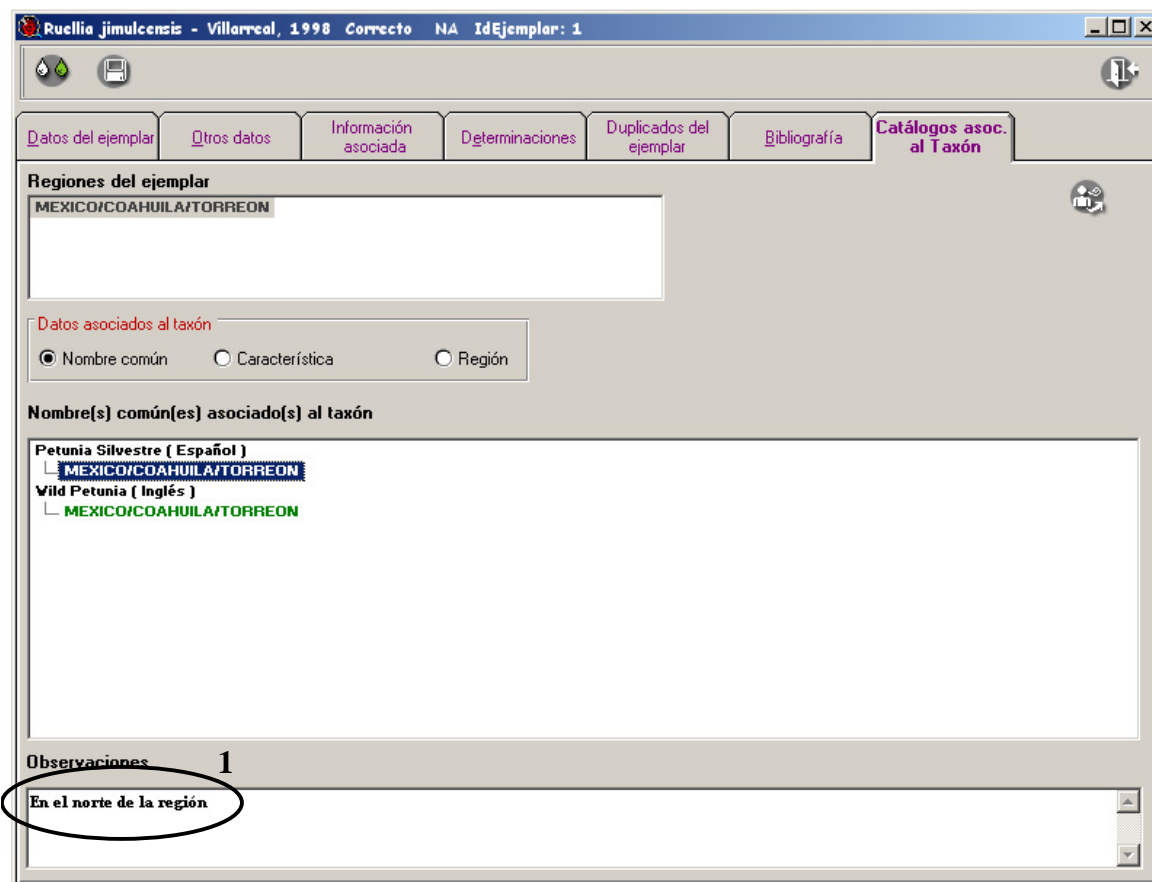 Ruellia jimulcensis - Villarreal, 1998 Correcto NA IdEjemplar: 1
Datos del ejemplar
Otros datos
Información
asociada
Determinaciones
Duplicados del
ejemplar
Bibliografía
Catálogos asoc.
al Taxón
Regiones del ejemplar
MEXICO/COAHUILA/TORREON
Datos asociados al taxón
Nombre común
Característica
Región
Nombre(s) común(es) asociado(s) al taxón
Petunia Silvestre ( Español )
MEXICO/COAHUILA/TORREON
Wild Petunia ( Inglés )
MEXICO/COAHUILA/TORREON
Observaciones
1
En el norte de la región